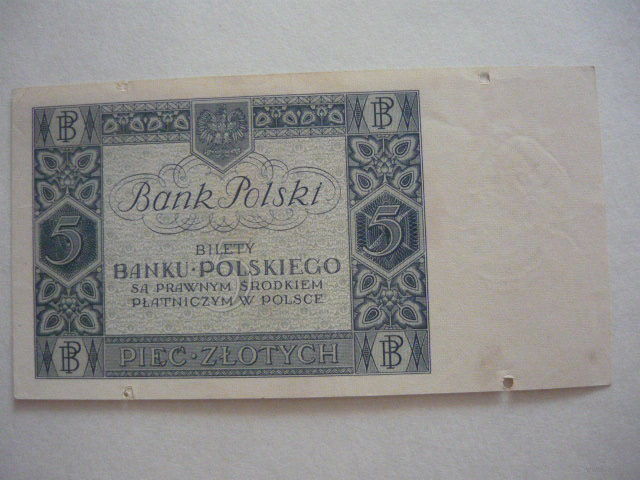 BP BP
Bank Polski
5 5
BILETY
BANKU·POLSKIEGO
SĄ PRAWNYM ŚRODKIEM
PŁATNICZYM W POLSCE
BP PIĘĆ·ZŁOTYCH BP